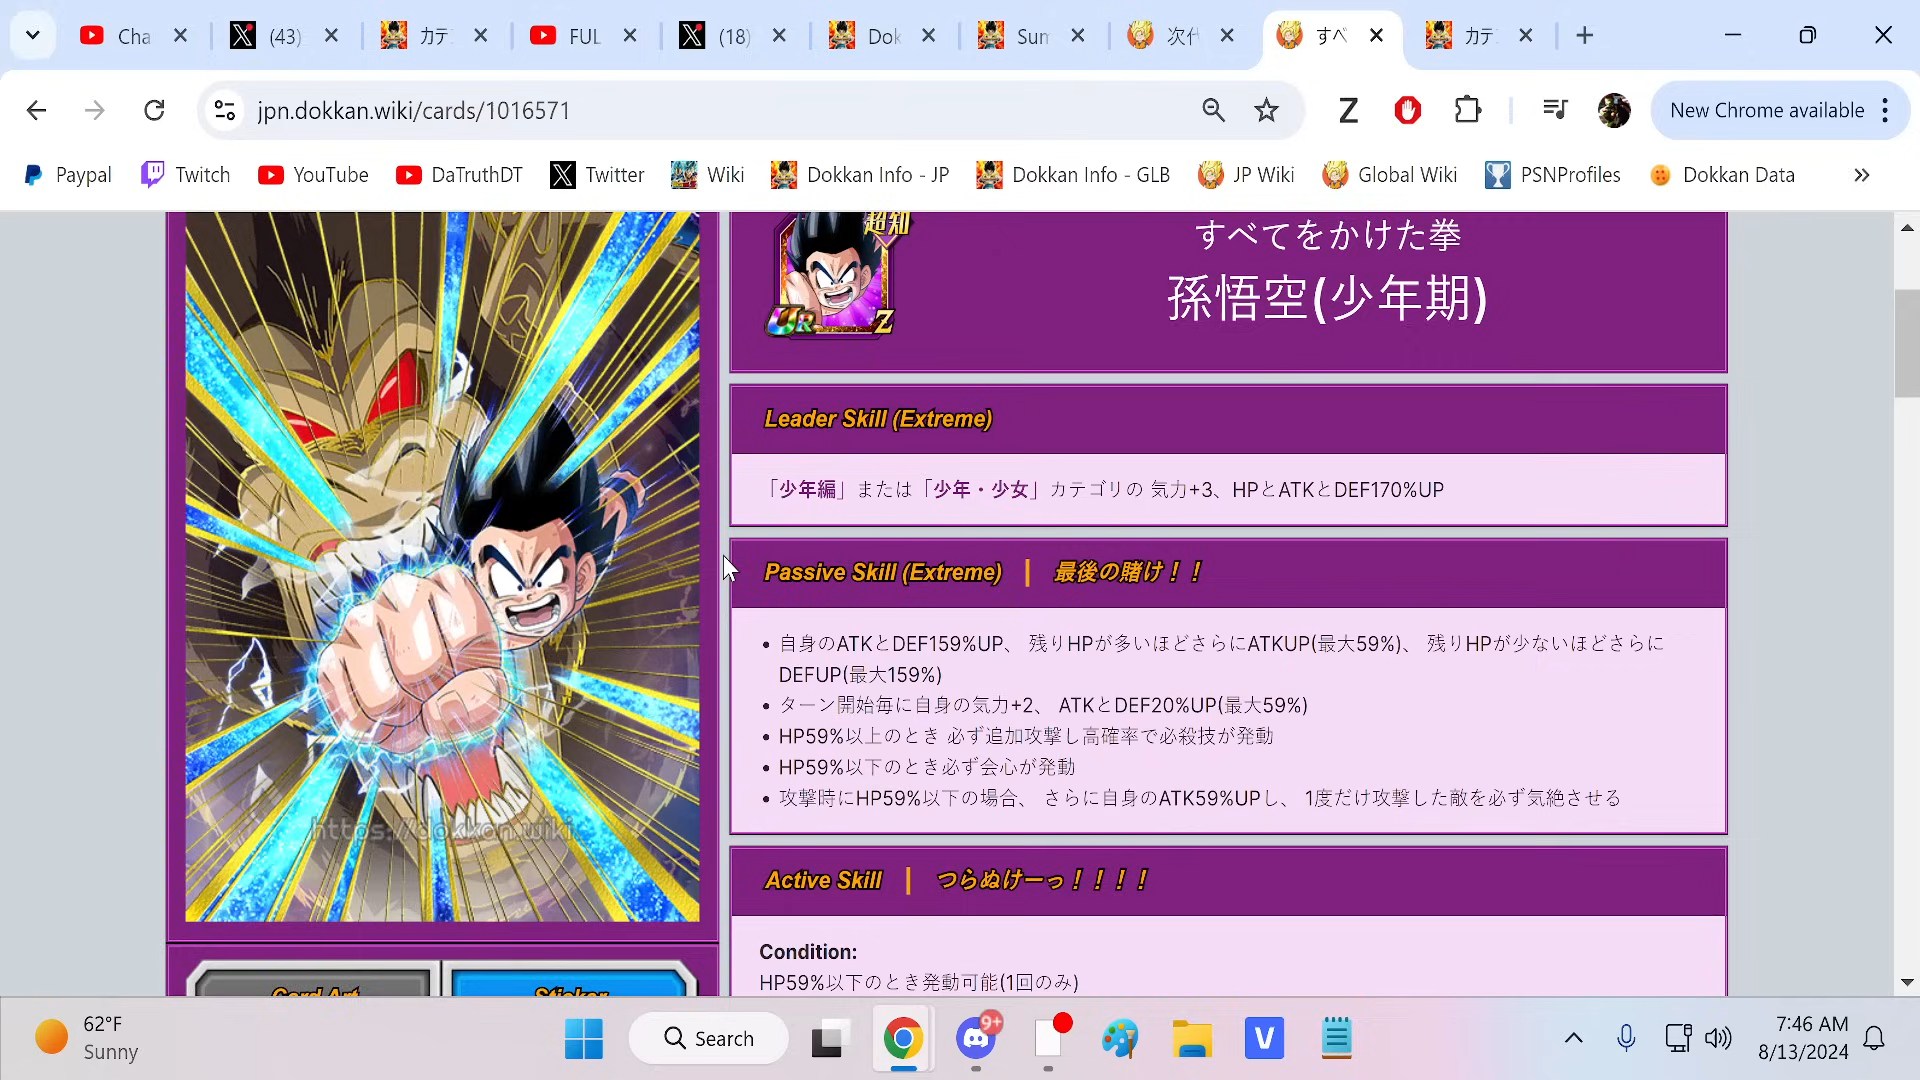 Cha
(43)
カテ
FUL
(18)
Dok
Sum
次代
すべ
カテ
jpn.dokkan.wiki/cards/1016571
New Chrome available
Paypal
Twitch
YouTube
DaTruthDT
Twitter
Wiki
Dokkan Info - JP
Dokkan Info - GLB
JP Wiki
Global Wiki
PSNProfiles
Dokkan Data
超知
UR
Z
すべてをかけた拳
孫悟空(少年期)
Leader Skill (Extreme)
「少年編」または「少年・少女」カテゴリの 気力+3、HPとATKとDEF170%UP
Passive Skill (Extreme) | 最後の賭け！！
• 自身のATKとDEF159%UP、 残りHPが多いほどさらにATKUP(最大59%)、 残りHPが少ないほどさらに
DEFUP(最大159%)
• ターン開始毎に自身の気力+2、 ATKとDEF20%UP(最大59%)
• HP59%以上のとき 必ず追加攻撃し高確率で必殺技が発動
• HP59%以下のとき必ず会心が発動
• 攻撃時にHP59%以下の場合、 さらに自身のATK59%UPし、 1度だけ攻撃した敵を必ず気絶させる
Active Skill | つらぬけーっ！！！！
Condition:
HP59%以下のとき発動可能(1回のみ)
https://dokkan.wiki
Card Art
Sticker
62°F
Sunny
Search
9+
V
7:46 AM
8/13/2024